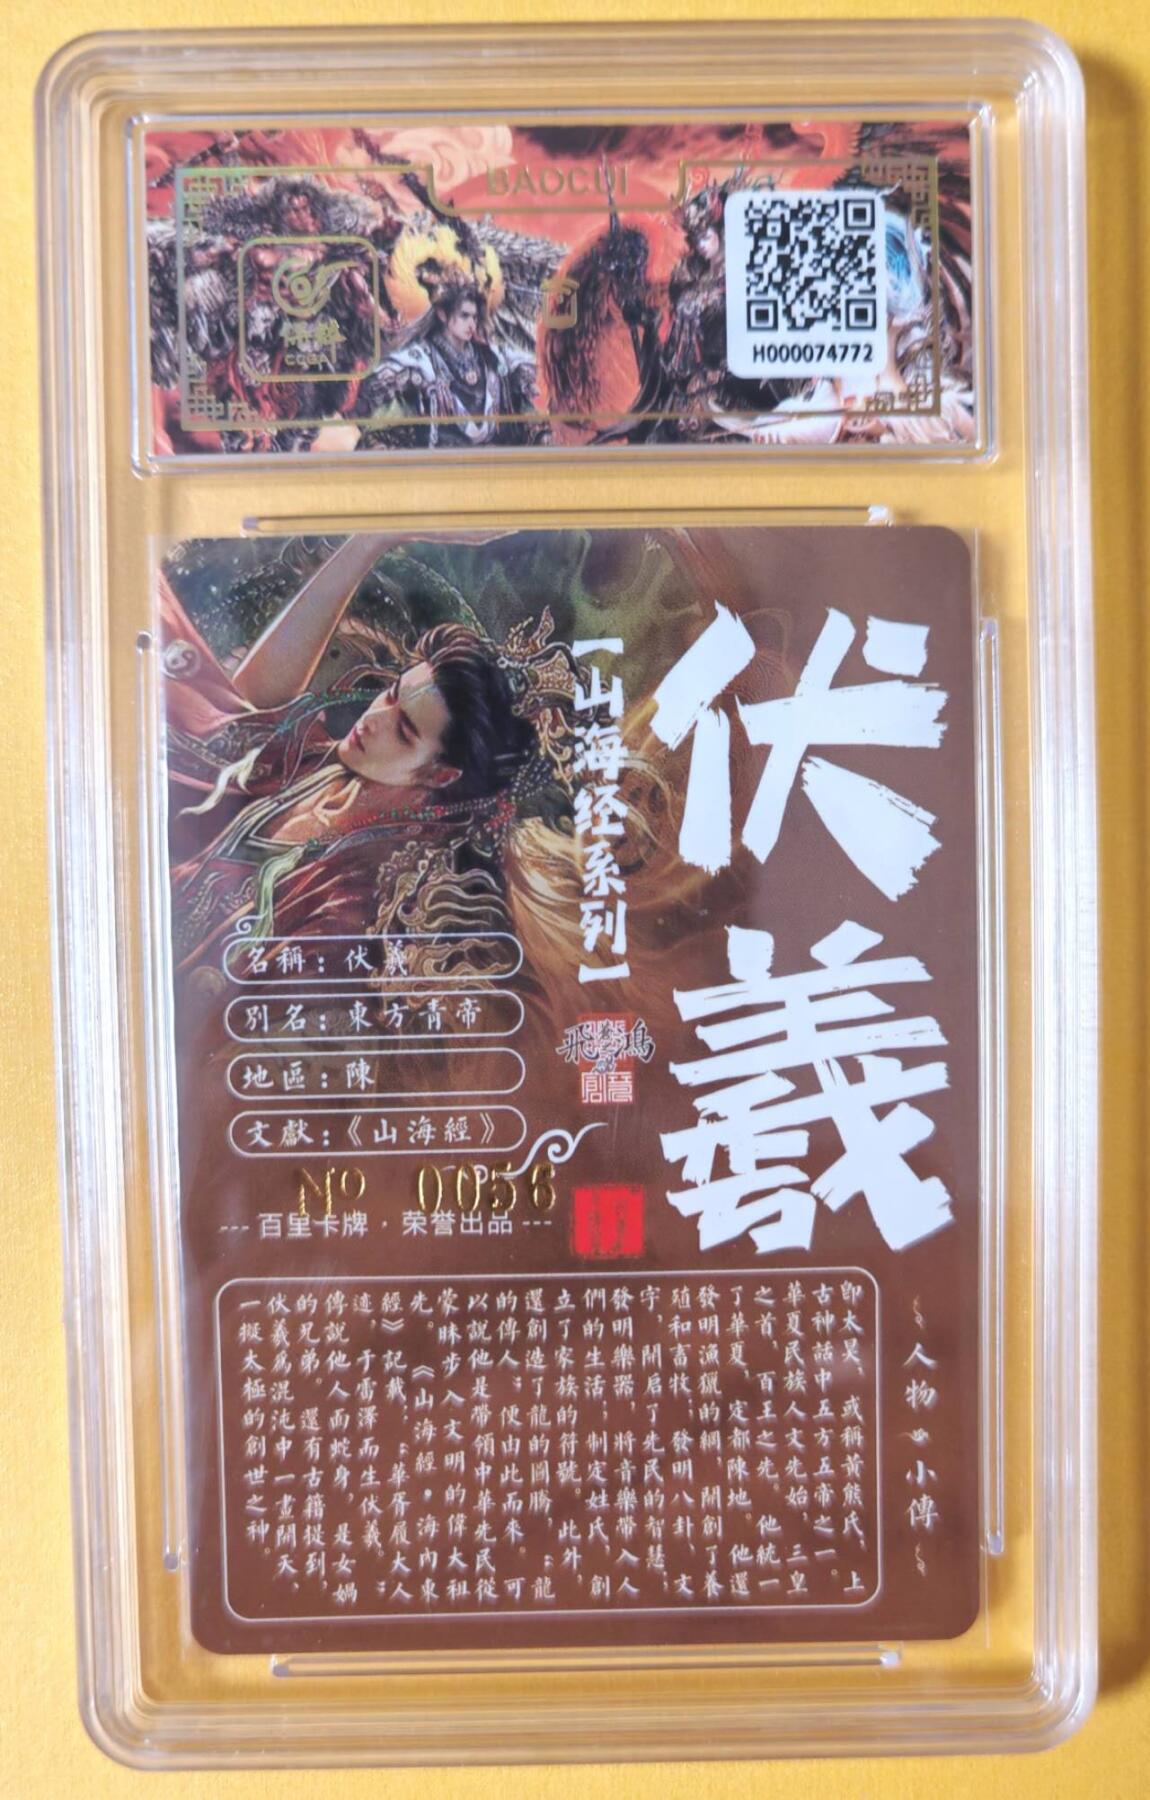 BAOCUI
CCGA
H000074772
伏羲
【山海经系列】
名稱：伏羲
別名：東方青帝
地區：陳
文獻：《山海經》
飛鴻
No 0056
--- 百里卡牌 · 荣誉出品 ---
人物小傳
即太昊，或稱黃熊氏，上
古神話中五方五帝之一。
華夏民族人文先始，三皇
之首，百王之先。他統一
了華夏，定都陳地。他還
發明漁獵的網，開創了養
殖和畜牧；發明八卦，文
字，開启了先民的智慧；
發明樂器，將音樂帶入人
們的生活；制定姓氏，創
立了家族的符號。此外，
還創造了龍的圖騰，“龍
的傳人”便由此而來。可
以說他是帶領中華先民從
蒙昧步入文明的偉大祖
先。《山海經·海內東
經》記載：“華胥履大人
迹，于雷澤而生伏羲。”
傳說他人面蛇身，是女媧
的兄弟。還有古籍提到，
伏羲爲混沌中一畫開天，
一擬太極的創世之神。